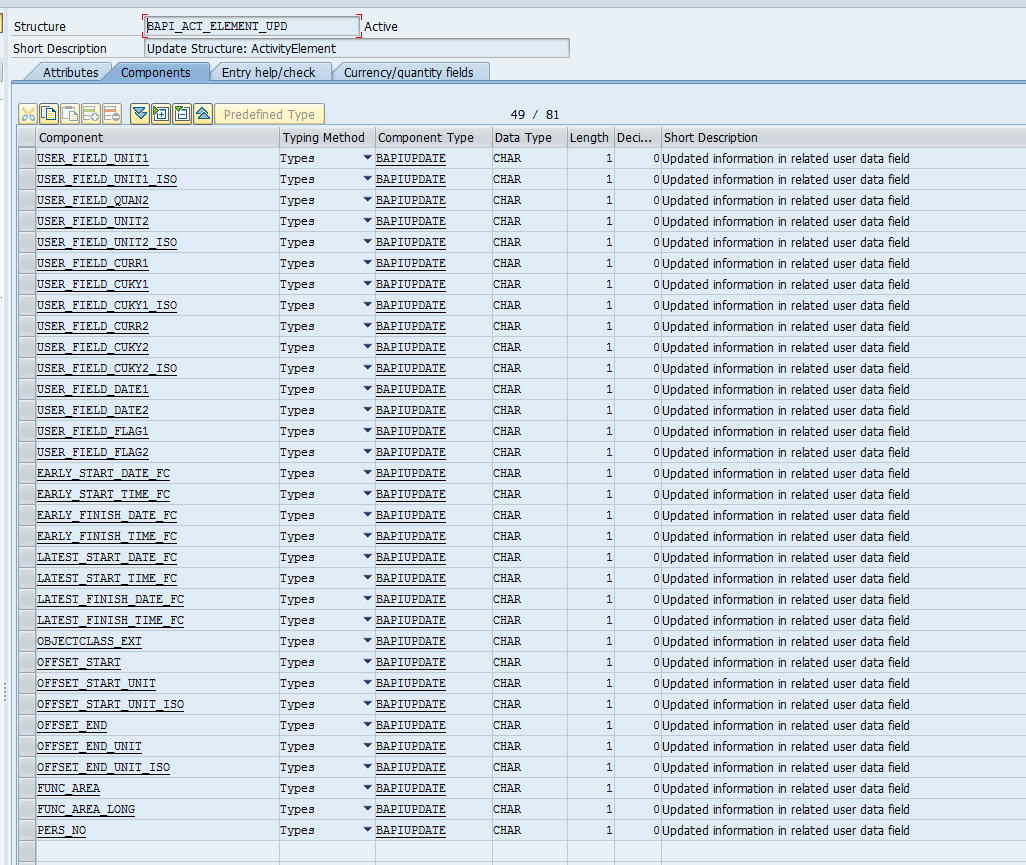 Structure BAPI_ACT_ELEMENT_UPD Active
Short Description Update Structure: ActivityElement
Attributes Components Entry help/check Currency/quantity fields
Predefined Type 49 / 81
Component Typing Method Component Type Data Type Length Deci... Short Description
USER_FIELD_UNIT1 Types BAPIUPDATE CHAR 1 0 Updated information in related user data field
USER_FIELD_UNIT1_ISO Types BAPIUPDATE CHAR 1 0 Updated information in related user data field
USER_FIELD_QUAN2 Types BAPIUPDATE CHAR 1 0 Updated information in related user data field
USER_FIELD_UNIT2 Types BAPIUPDATE CHAR 1 0 Updated information in related user data field
USER_FIELD_UNIT2_ISO Types BAPIUPDATE CHAR 1 0 Updated information in related user data field
USER_FIELD_CURR1 Types BAPIUPDATE CHAR 1 0 Updated information in related user data field
USER_FIELD_CUKY1 Types BAPIUPDATE CHAR 1 0 Updated information in related user data field
USER_FIELD_CUKY1_ISO Types BAPIUPDATE CHAR 1 0 Updated information in related user data field
USER_FIELD_CURR2 Types BAPIUPDATE CHAR 1 0 Updated information in related user data field
USER_FIELD_CUKY2 Types BAPIUPDATE CHAR 1 0 Updated information in related user data field
USER_FIELD_CUKY2_ISO Types BAPIUPDATE CHAR 1 0 Updated information in related user data field
USER_FIELD_DATE1 Types BAPIUPDATE CHAR 1 0 Updated information in related user data field
USER_FIELD_DATE2 Types BAPIUPDATE CHAR 1 0 Updated information in related user data field
USER_FIELD_FLAG1 Types BAPIUPDATE CHAR 1 0 Updated information in related user data field
USER_FIELD_FLAG2 Types BAPIUPDATE CHAR 1 0 Updated information in related user data field
EARLY_START_DATE_FC Types BAPIUPDATE CHAR 1 0 Updated information in related user data field
EARLY_START_TIME_FC Types BAPIUPDATE CHAR 1 0 Updated information in related user data field
EARLY_FINISH_DATE_FC Types BAPIUPDATE CHAR 1 0 Updated information in related user data field
EARLY_FINISH_TIME_FC Types BAPIUPDATE CHAR 1 0 Updated information in related user data field
LATEST_START_DATE_FC Types BAPIUPDATE CHAR 1 0 Updated information in related user data field
LATEST_START_TIME_FC Types BAPIUPDATE CHAR 1 0 Updated information in related user data field
LATEST_FINISH_DATE_FC Types BAPIUPDATE CHAR 1 0 Updated information in related user data field
LATEST_FINISH_TIME_FC Types BAPIUPDATE CHAR 1 0 Updated information in related user data field
OBJECTCLASS_EXT Types BAPIUPDATE CHAR 1 0 Updated information in related user data field
OFFSET_START Types BAPIUPDATE CHAR 1 0 Updated information in related user data field
OFFSET_START_UNIT Types BAPIUPDATE CHAR 1 0 Updated information in related user data field
OFFSET_START_UNIT_ISO Types BAPIUPDATE CHAR 1 0 Updated information in related user data field
OFFSET_END Types BAPIUPDATE CHAR 1 0 Updated information in related user data field
OFFSET_END_UNIT Types BAPIUPDATE CHAR 1 0 Updated information in related user data field
OFFSET_END_UNIT_ISO Types BAPIUPDATE CHAR 1 0 Updated information in related user data field
FUNC_AREA Types BAPIUPDATE CHAR 1 0 Updated information in related user data field
FUNC_AREA_LONG Types BAPIUPDATE CHAR 1 0 Updated information in related user data field
PERS_NO Types BAPIUPDATE CHAR 1 0 Updated information in related user data field